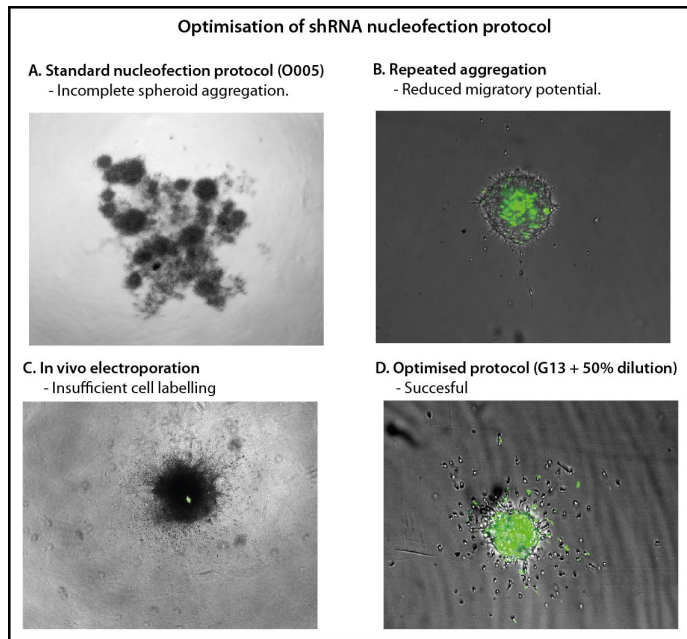 Optimisation of shRNA nucleofection protocol
A. Standard nucleofection protocol (O005)
- Incomplete spheroid aggregation.
B. Repeated aggregation
- Reduced migratory potential.
C. In vivo electroporation
- Insufficient cell labelling
D. Optimised protocol (G13 + 50% dilution)
- Succesful